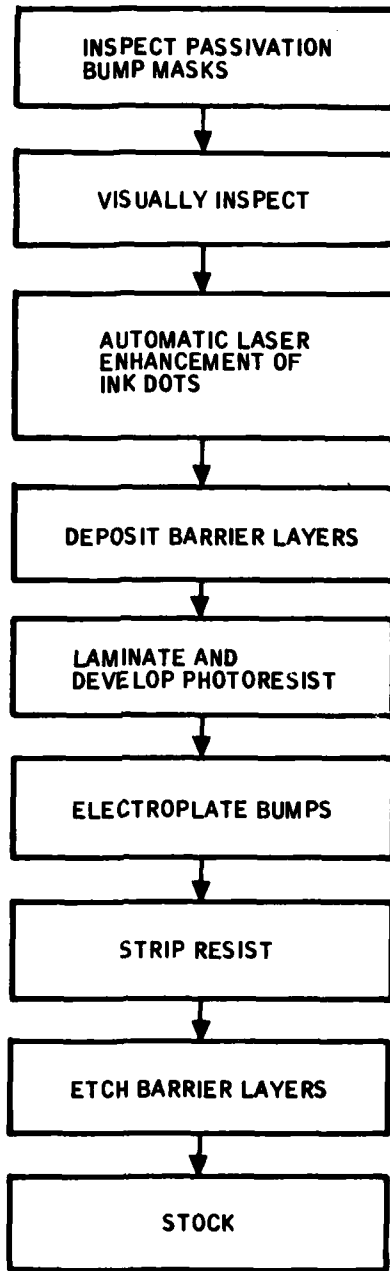 INSPECT PASSIVATION
BUMP MASKS
VISUALLY INSPECT
AUTOMATIC LASER
ENHANCEMENT OF
INK DOTS
DEPOSIT BARRIER LAYERS
LAMINATE AND
DEVELOP PHOTORESIST
ELECTROPLATE BUMPS
STRIP RESIST
ETCH BARRIER LAYERS
STOCK